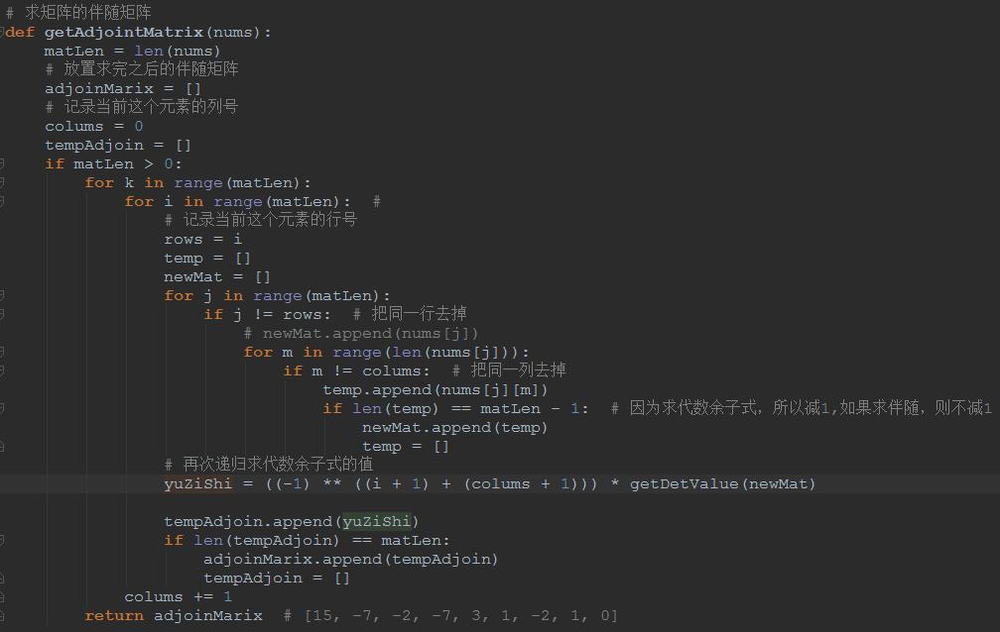 # 求矩阵的伴随矩阵
def getAdjointMatrix(nums):
    matLen = len(nums)
    # 放置求完之后的伴随矩阵
    adjoinMarix = []
    # 记录当前这个元素的列号
    colums = 0
    tempAdjoin = []
    if matLen > 0:
        for k in range(matLen):
            for i in range(matLen):  #
                # 记录当前这个元素的行号
                rows = i
                temp = []
                newMat = []
                for j in range(matLen):
                    if j != rows:  # 把同一行去掉
                        # newMat.append(nums[j])
                        for m in range(len(nums[j])):
                            if m != colums:  # 把同一列去掉
                                temp.append(nums[j][m])
                                if len(temp) == matLen - 1:  # 因为求代数余子式，所以减1,如果求伴随，则不减1
                                    newMat.append(temp)
                                    temp = []
                # 再次递归求代数余子式的值
                yuZiShi = ((-1) ** ((i + 1) + (colums + 1))) * getDetValue(newMat)
                tempAdjoin.append(yuZiShi)
                if len(tempAdjoin) == matLen:
                    adjoinMarix.append(tempAdjoin)
                    tempAdjoin = []
            colums += 1
        return adjoinMarix  # [15, -7, -2, -7, 3, 1, -2, 1, 0]